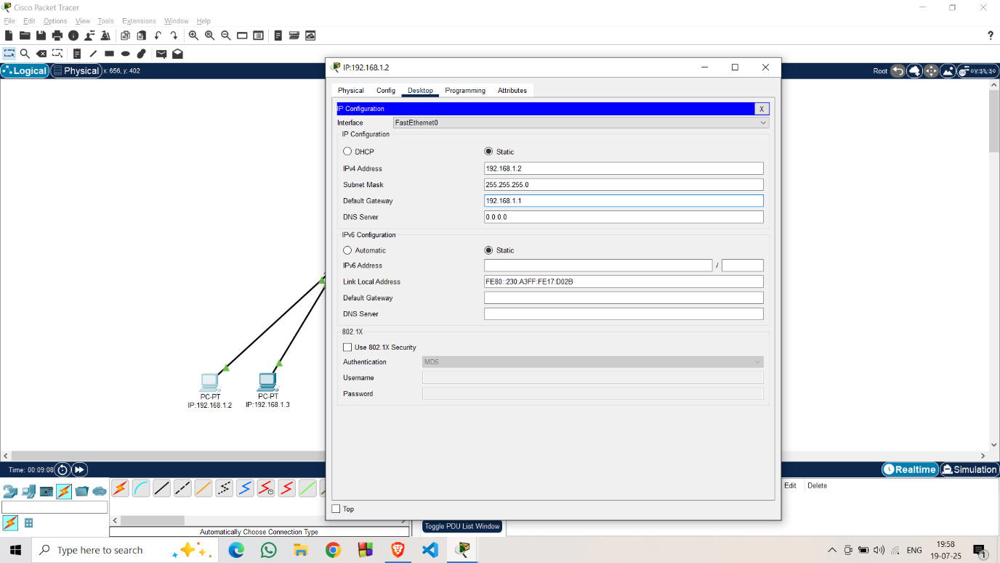 Cisco Packet Tracer
File Edit Options View Tools Extensions Window Help
Logical Physical x: 656, y: 402
Root
IP:192.168.1.2
Physical Config Desktop Programming Attributes
IP Configuration X
Interface FastEthernet0
IP Configuration
DHCP Static
IPv4 Address 192.168.1.2
Subnet Mask 255.255.255.0
Default Gateway 192.168.1.1
DNS Server 0.0.0.0
IPv6 Configuration
Automatic Static
IPv6 Address /
Link Local Address FE80::230:A3FF:FE17:D02B
Default Gateway
DNS Server
802.1X
Use 802.1X Security
Authentication MD5
Username
Password
Top
PC-PT
IP:192.168.1.2
PC-PT
IP:192.168.1.3
Time: 00:09:08
Realtime Simulation
Edit Delete
Automatically Choose Connection Type
Toggle PDU List Window
Type here to search
ENG
19:58
19-07-25
1